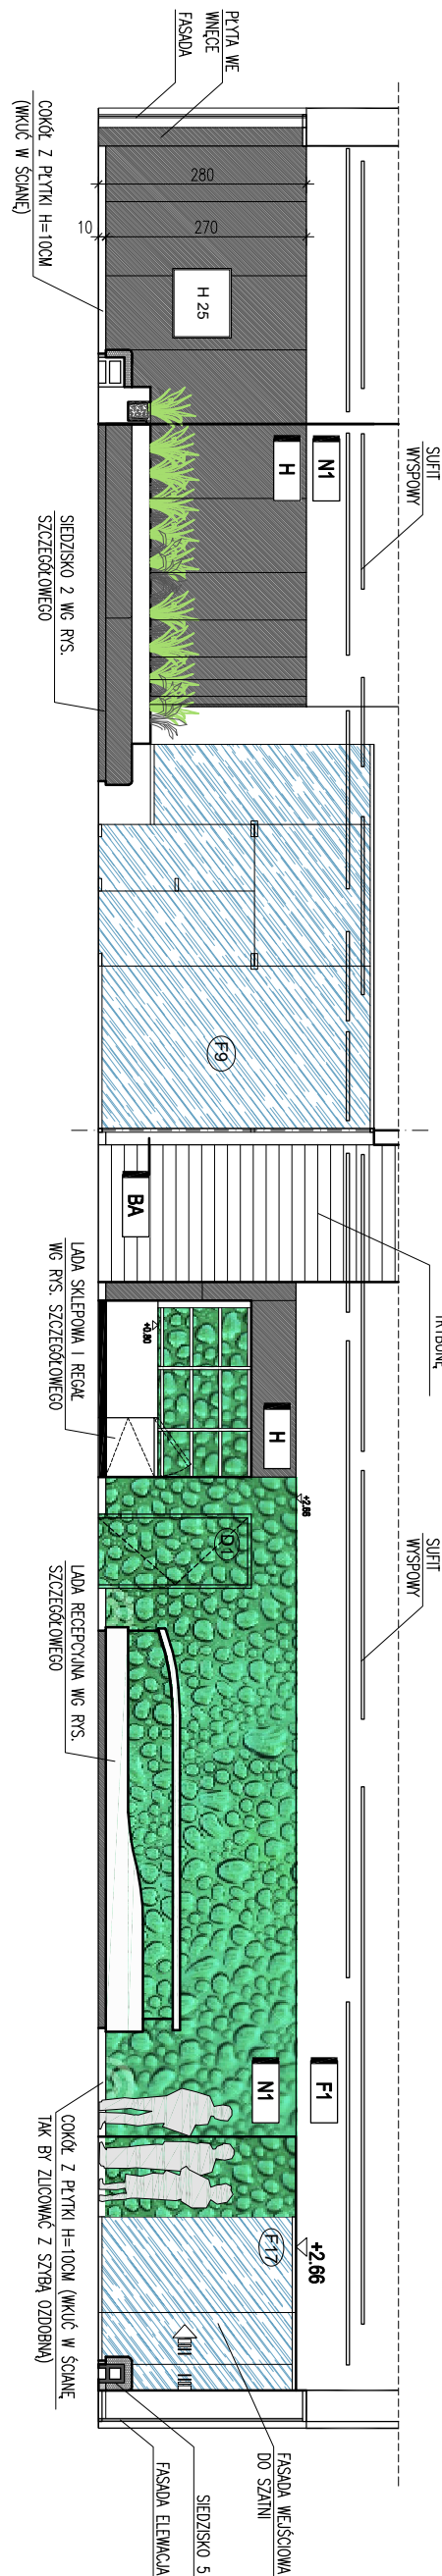 PŁYTA WE
WNĘCE
FASADA
COKÓŁ Z PŁYTKI H=10CM
(WKUĆ W ŚCIANĘ)
280
270
10
H 25
H
N1
SUFIT
WYSPOWY
SIEDZISKO 2 WG RYS.
SZCZEGÓŁOWEGO
F9
BA
TRYBUNĘ
LADA SKLEPOWA I REGAŁ
WG RYS. SZCZEGÓŁOWEGO
+0.80
H
+2.66
D1
SUFIT
WYSPOWY
LADA RECEPCYJNA WG RYS.
SZCZEGÓŁOWEGO
N1
F1
COKÓŁ Z PŁYTKI H=10CM (WKUĆ W ŚCIANĘ
TAK BY ZLICOWAĆ Z SZYBĄ OZDOBNĄ)
F17
+2.66
FASADA WEJŚCIOWA
DO SZATNI
SIEDZISKO 5
FASADA ELEWACJA